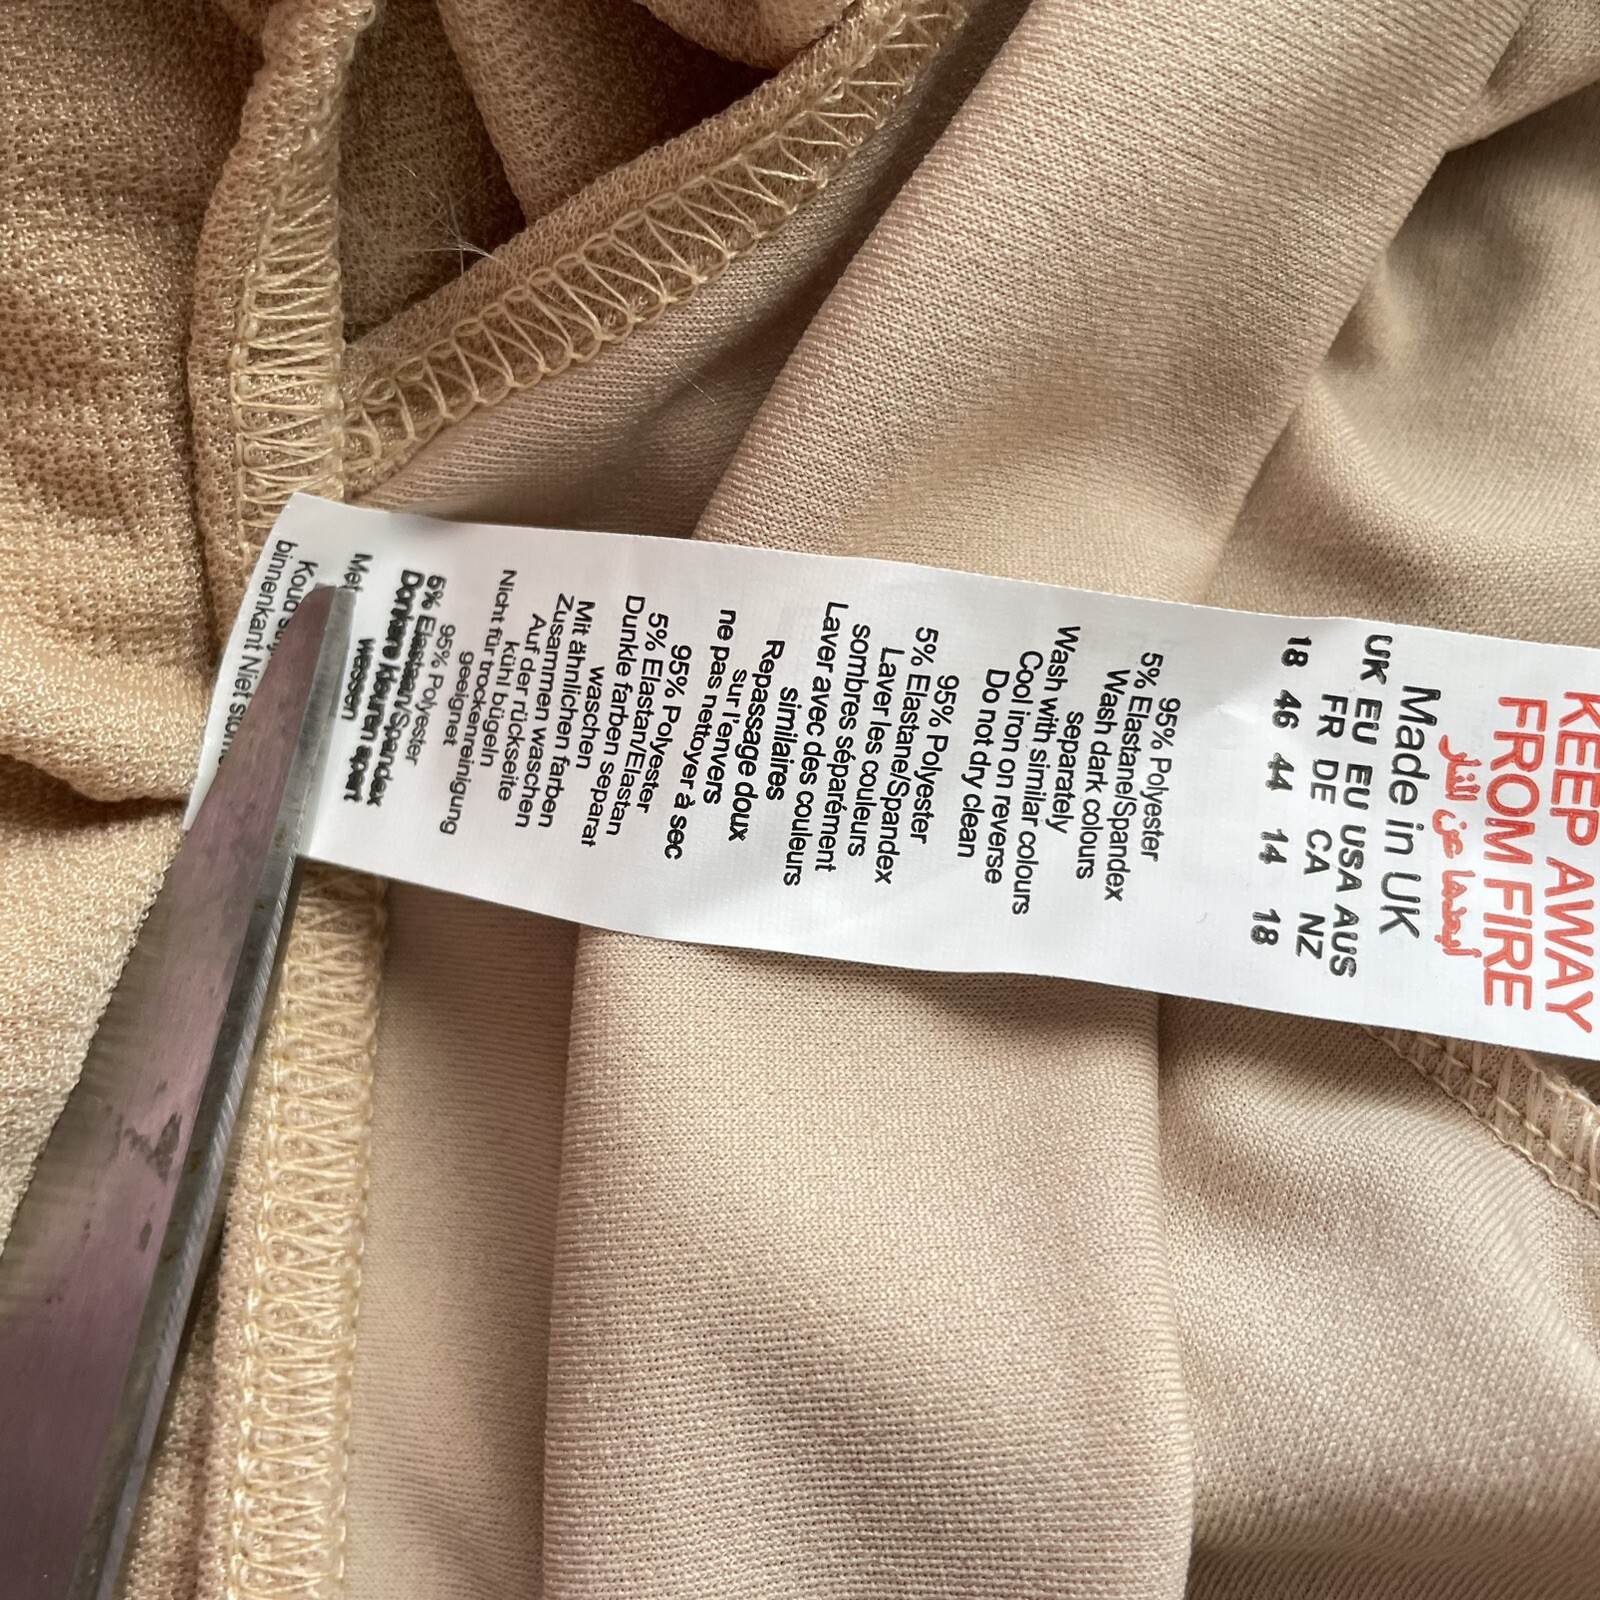 KEEP AWAY
FROM FIRE
أبعدها عن النار
Made in UK
UK EU EU USA AUS
FR DE CA NZ
18 46 44 14 18
95% Polyester
5% Elastane/Spandex
Wash dark colours
separately
Wash with similar colours
Cool iron on reverse
Do not dry clean
95% Polyester
5% Elastane/Spandex
Laver les couleurs
sombres séparément
Laver avec des couleurs
similaires
Repassage doux
sur l'envers
ne pas nettoyer à sec
95% Polyester
5% Elastan/Elastan
Dunkle farben separat
waschen
Mit ähnlichen farben
Zusammen waschen
Auf der rückseite
kühl bügeln
Nicht für trockenreinigung
geeignet
95% Polyester
5% Elastaan/Spandex
Donkere kleuren apart
wassen
Met
Koud
binnenkant Niet